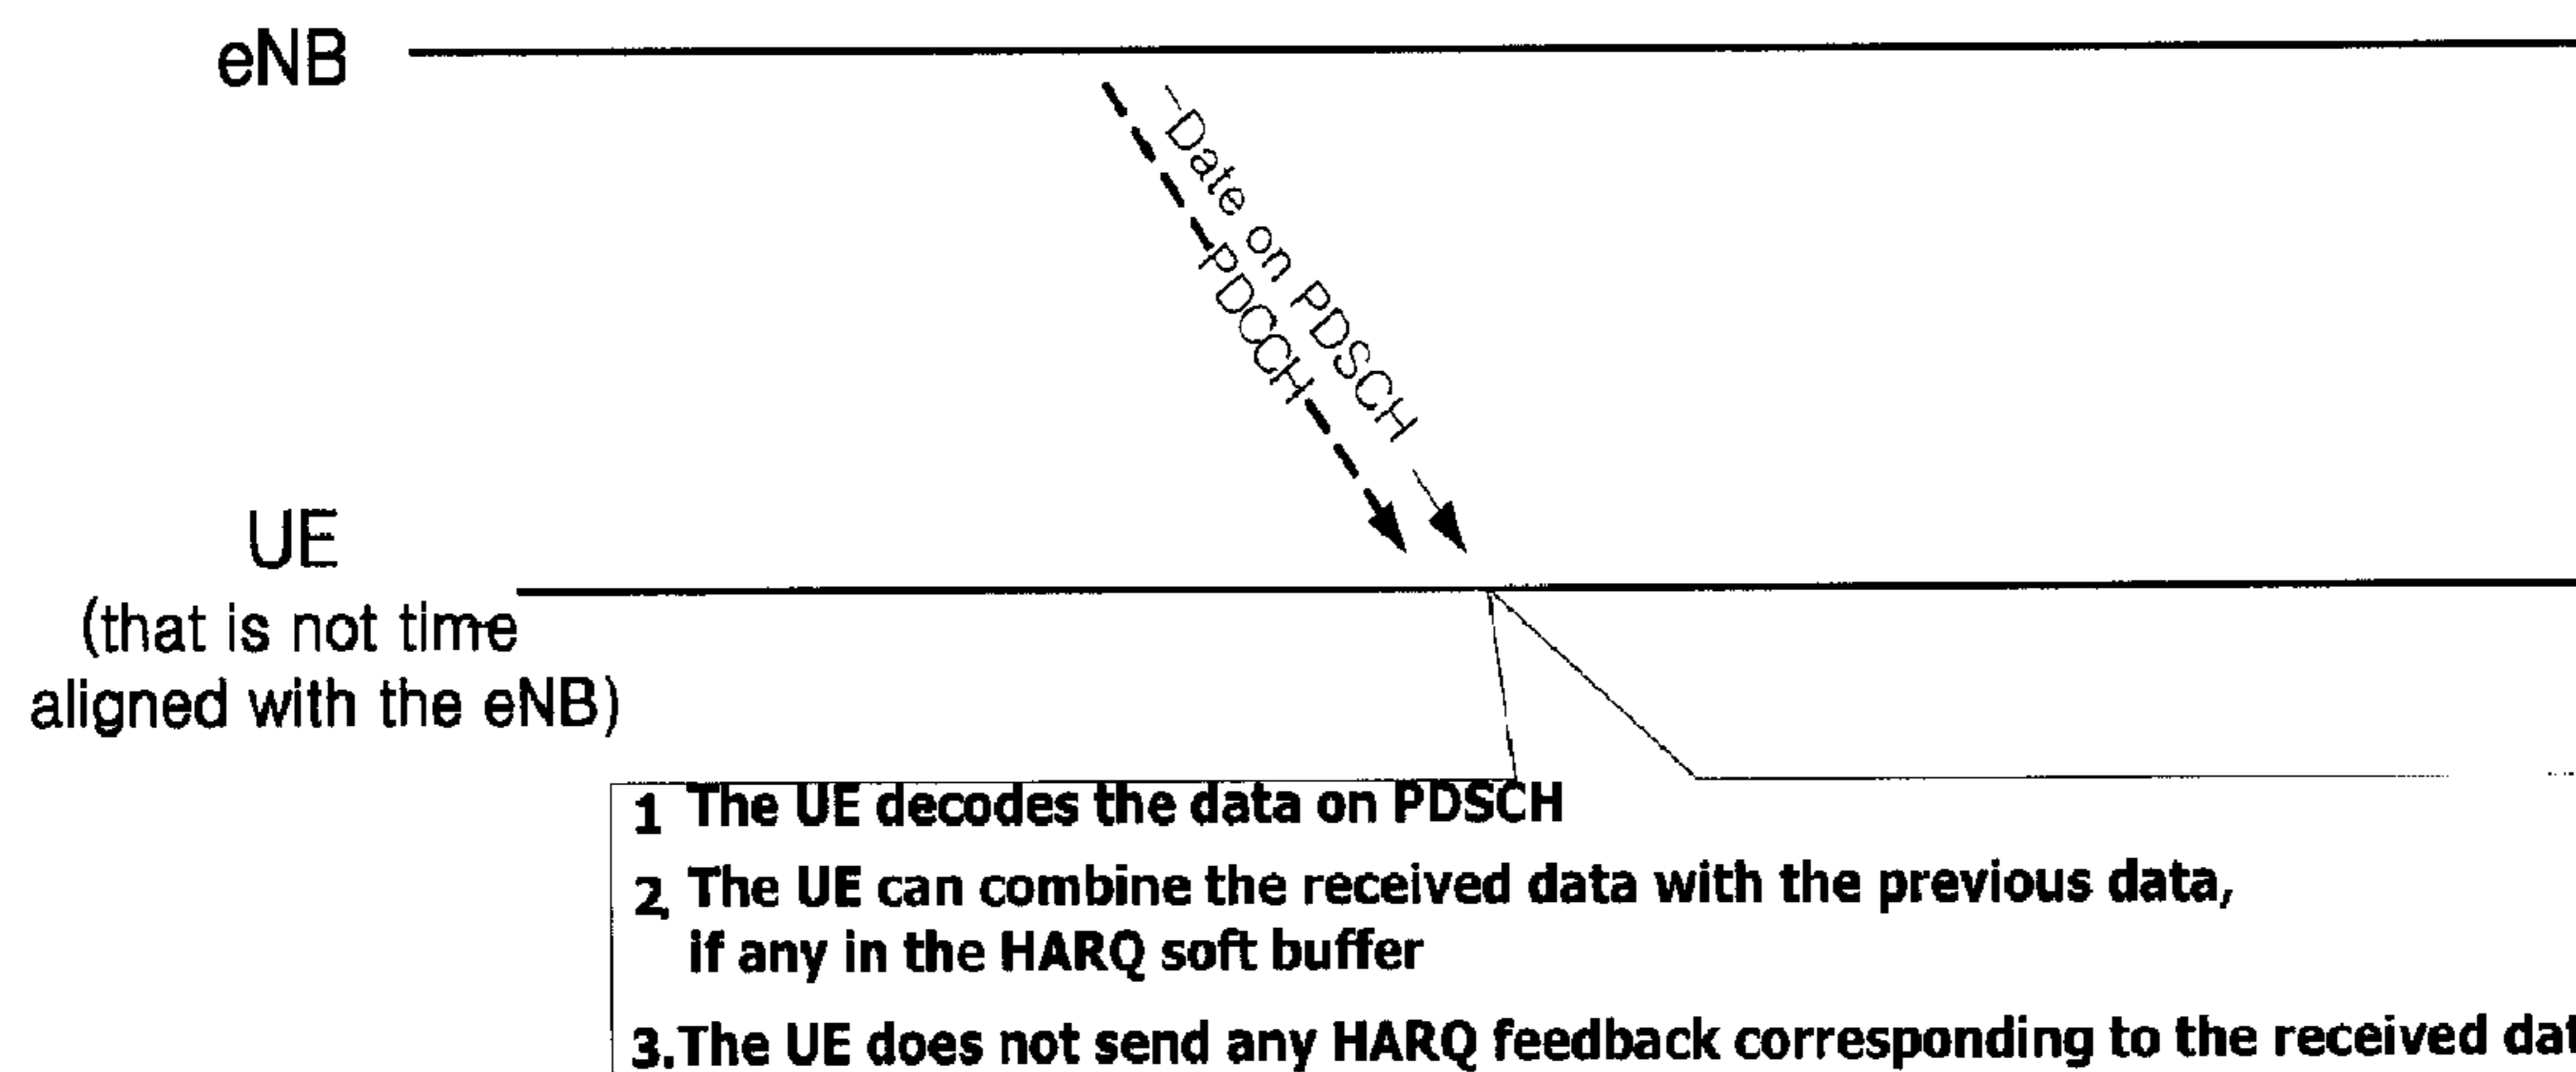 eNB
Date on PDSCH
PDCCH
UE
(that is not time
aligned with the eNB)
1 The UE decodes the data on PDSCH
2. The UE can combine the received data with the previous data,
if any in the HARQ soft buffer
3.The UE does not send any HARQ feedback corresponding to the received dat